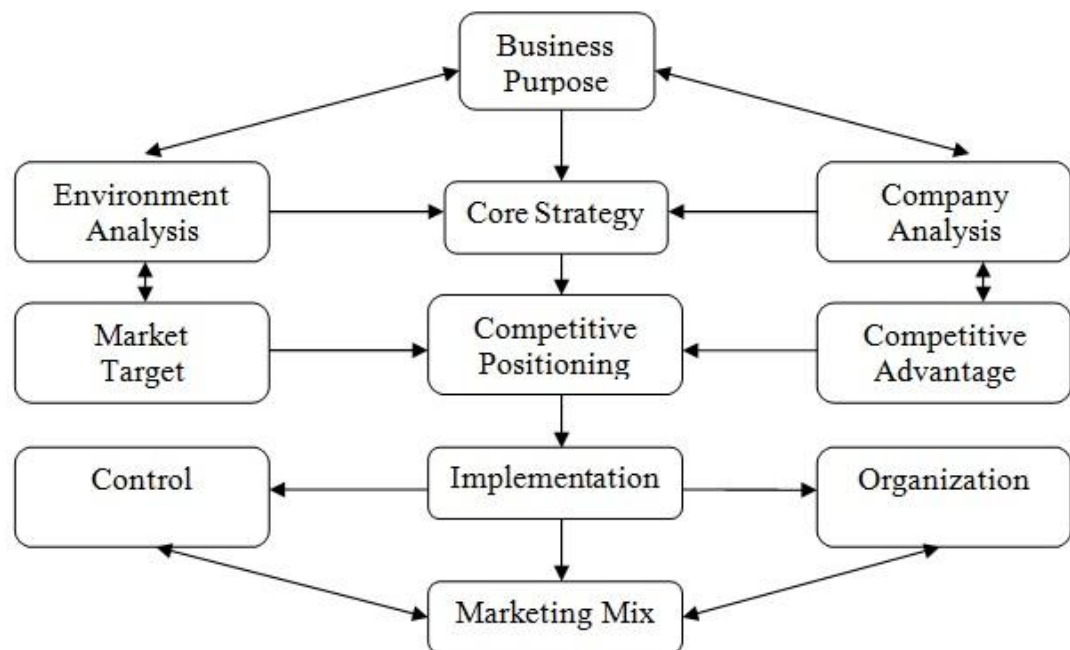 Business
Purpose
Environment
Analysis
Core Strategy
Company
Analysis
Market
Target
Competitive
Positioning
Competitive
Advantage
Control
Implementation
Organization
Marketing Mix